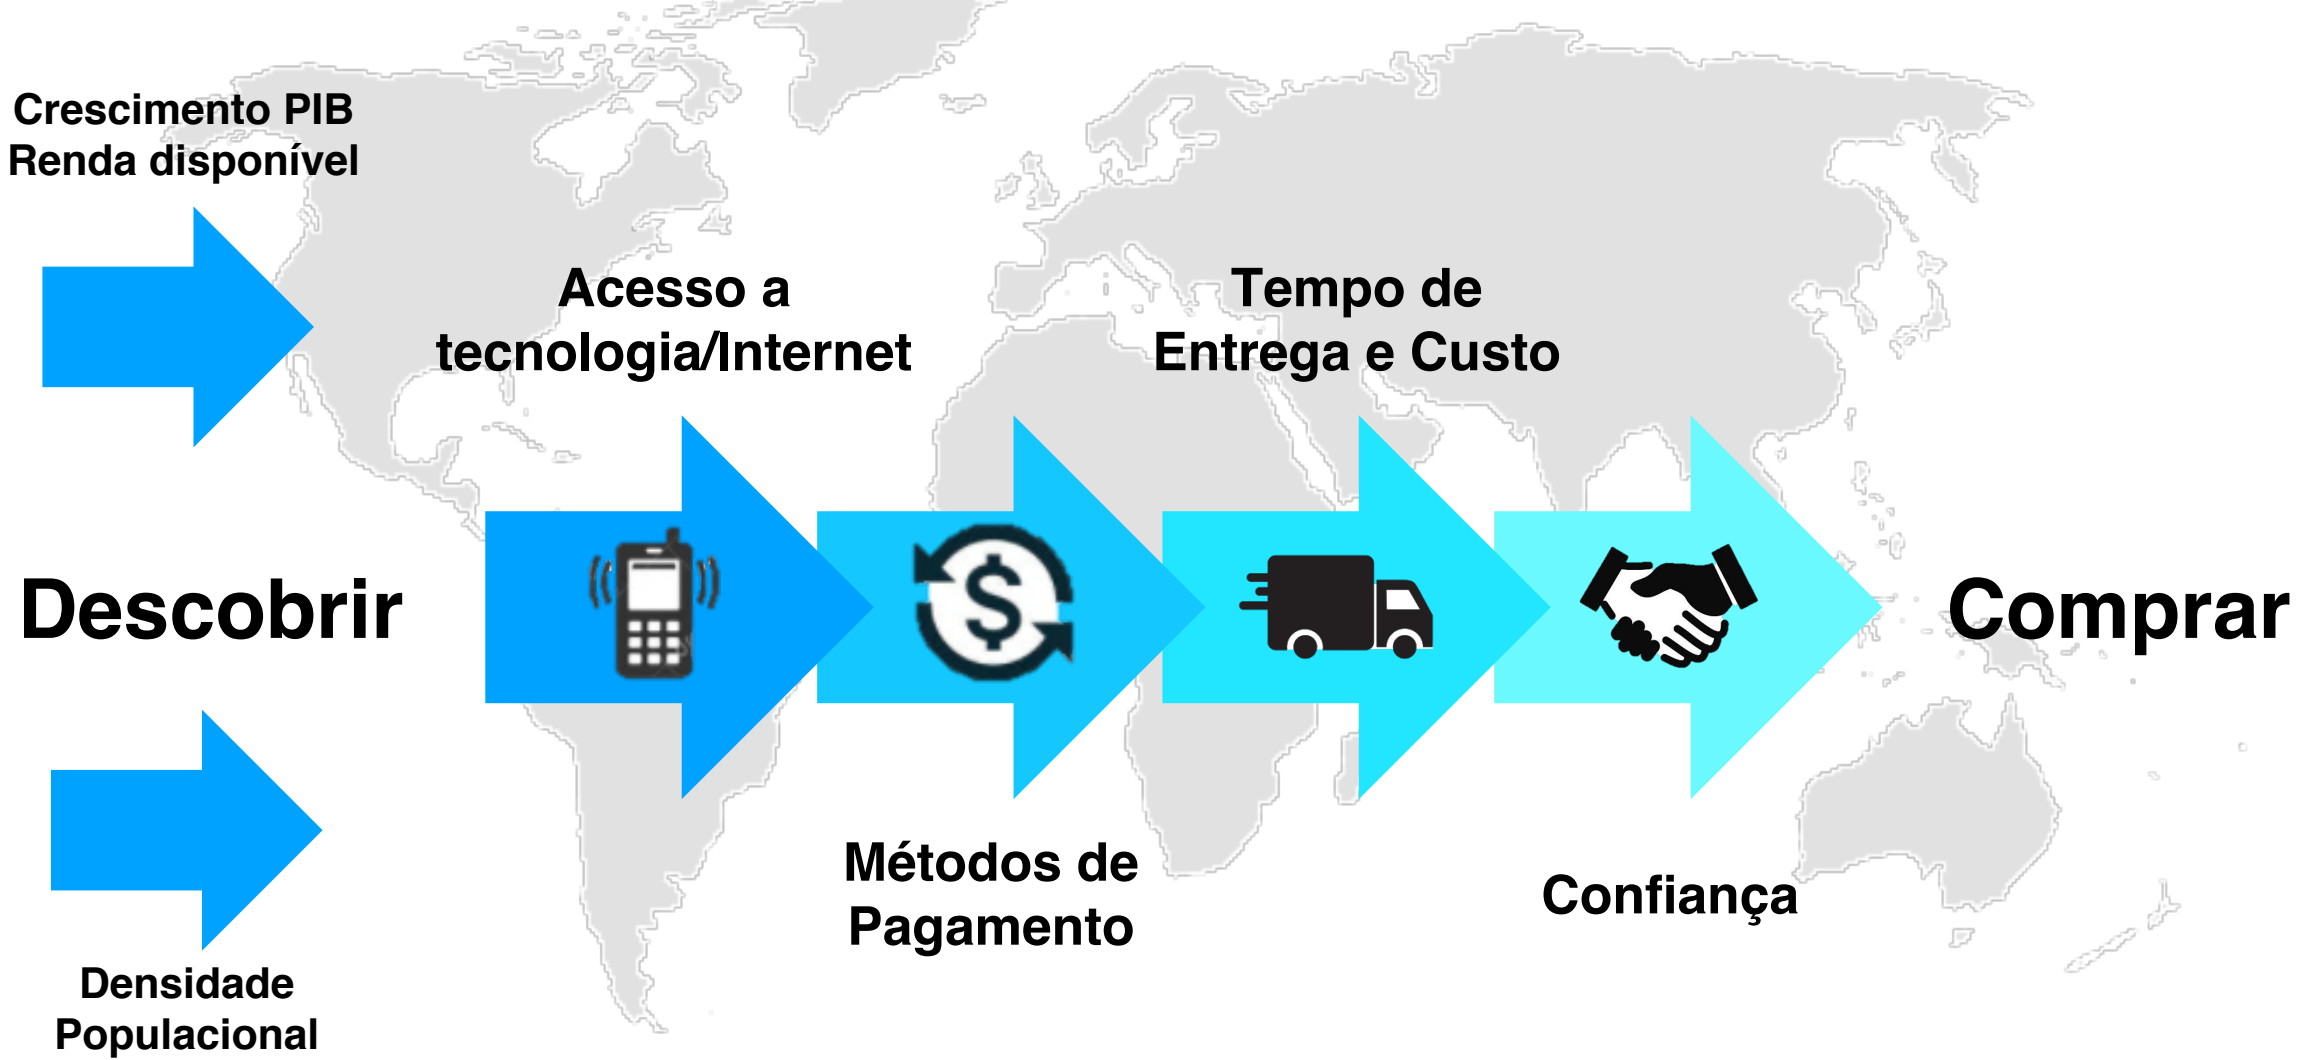 Crescimento PIB
Renda disponível
Acesso a
tecnologia/Internet
Tempo de
Entrega e Custo
Descobrir
$
Comprar
Métodos de
Pagamento
Confiança
Densidade
Populacional